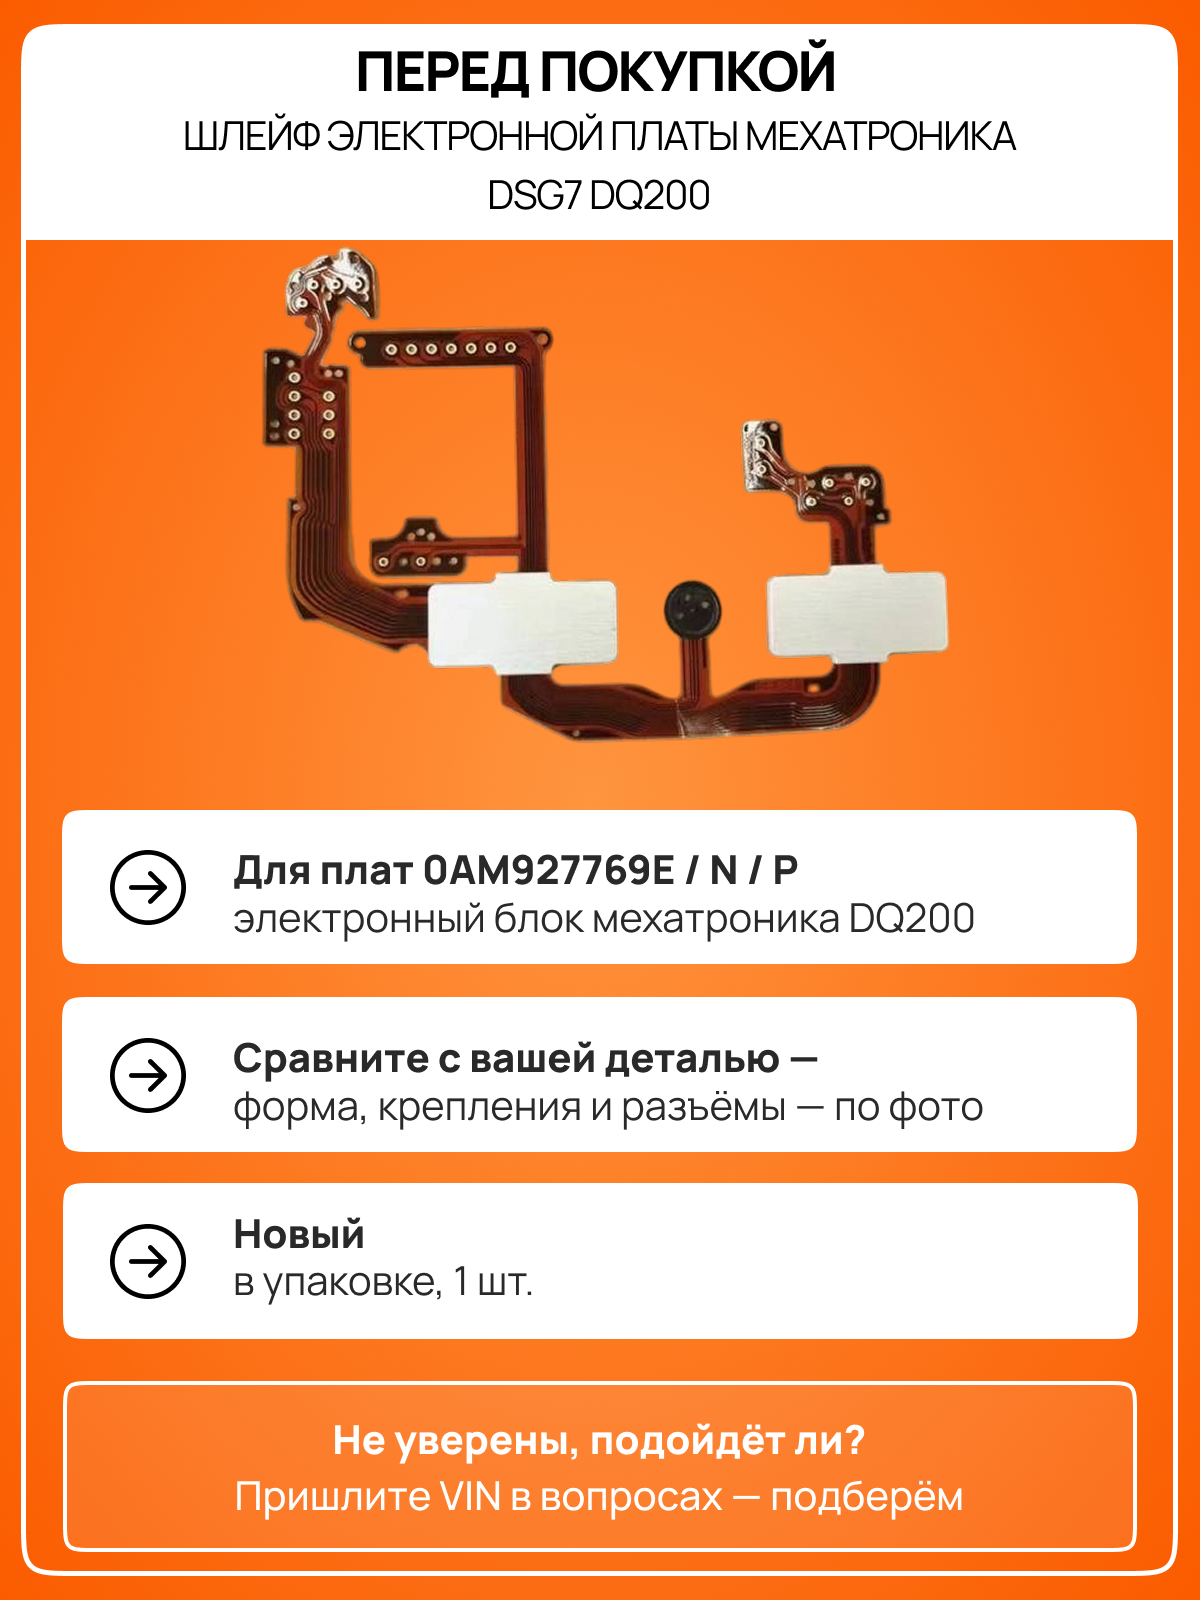 ПЕРЕД ПОКУПКОЙ
ШЛЕЙФ ЭЛЕКТРОННОЙ ПЛАТЫ МЕХАТРОНИКА
DSG7 DQ200
Для плат 0AM927769E / N / P
электронный блок мехатроника DQ200
Сравните с вашей деталью —
форма, крепления и разъёмы — по фото
Новый
в упаковке, 1 шт.
Не уверены, подойдёт ли?
Пришлите VIN в вопросах — подберём